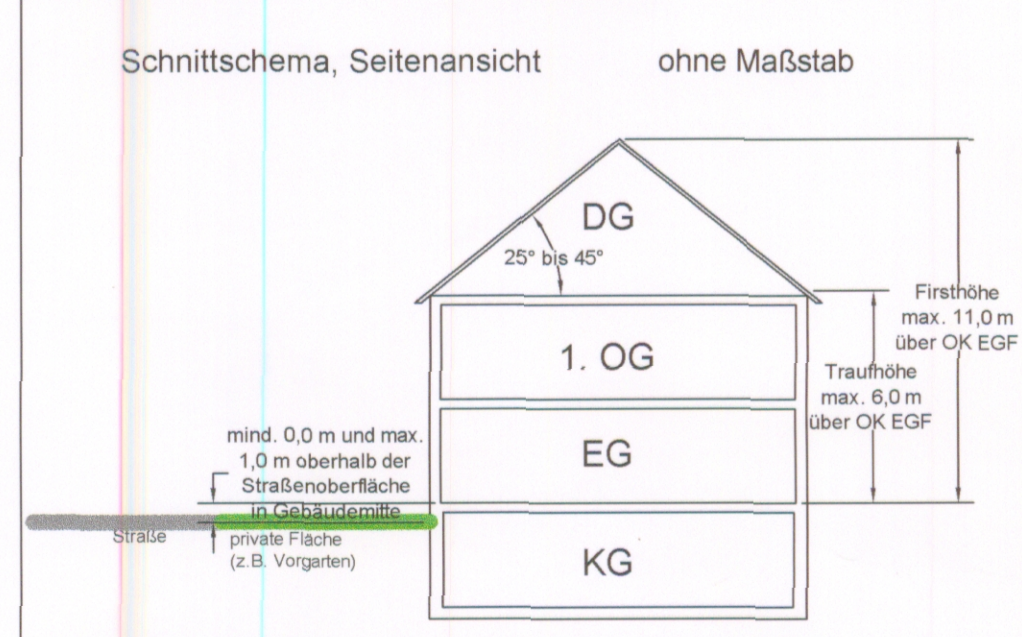 Schnittschema, Seitenansicht ohne Maßstab
DG
25° bis 45°
Firsthöhe
max. 11,0 m
über OK EGF
1. OG
Traufhöhe
max. 6,0 m
über OK EGF
mind. 0,0 m und max.
1,0 m oberhalb der
Straßenoberfläche
in Gebäudemitte
EG
Straße
private Fläche
(z.B. Vorgarten)
KG